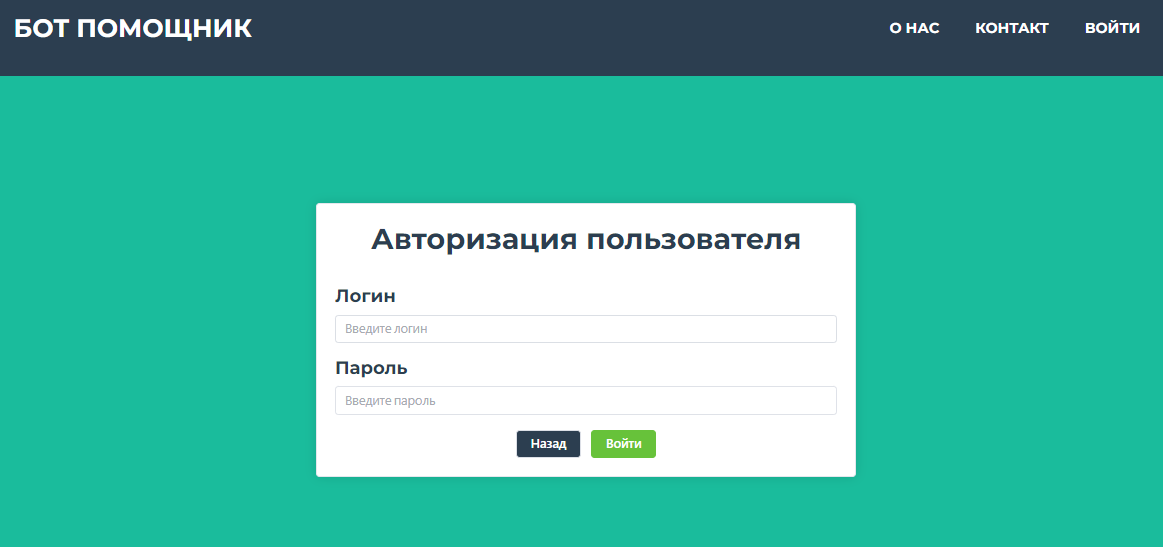 БОТ ПОМОЩНИК
О НАС КОНТАКТ ВОЙТИ
Авторизация пользователя
Логин
Введите логин
Пароль
Введите пароль
Назад Войти